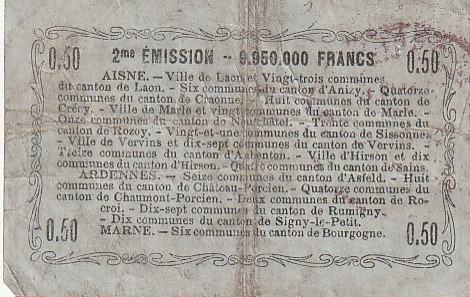 0.50 2me ÉMISSION - 9.950.000 FRANCS 0.50
AISNE. — Ville de Laon et Vingt-trois communes
du canton de Laon. - Six communes du canton d'Anizy. - Quatorze
communes du canton de Craonne. - Huit communes du canton de
Crécy. - Ville de Marle et vingt communes du canton de Marle. -
Onze communes du canton de Neufchâtel. - Trente communes du
canton de Rozoy. - Vingt-et-une communes du canton de Sissonne.
- Ville de Vervins et dix-sept communes du canton de Vervins.
Treize communes du canton d'Aubenton. - Ville d'Hirson et dix
communes du canton d'Hirson. - Quatre communes du canton de Sains.
ARDENNES. — Seize communes du canton d'Asfeld. - Huit
communes du canton de Château-Porcien. - Quatorze communes du
canton de Chaumont-Porcien. - Deux communes du canton de Ro-
croi. - Dix-sept communes du canton de Rumigny.
- Dix communes du canton de Signy-le-Petit.
0.50 MARNE. — Six communes du canton de Bourgogne. 0.50